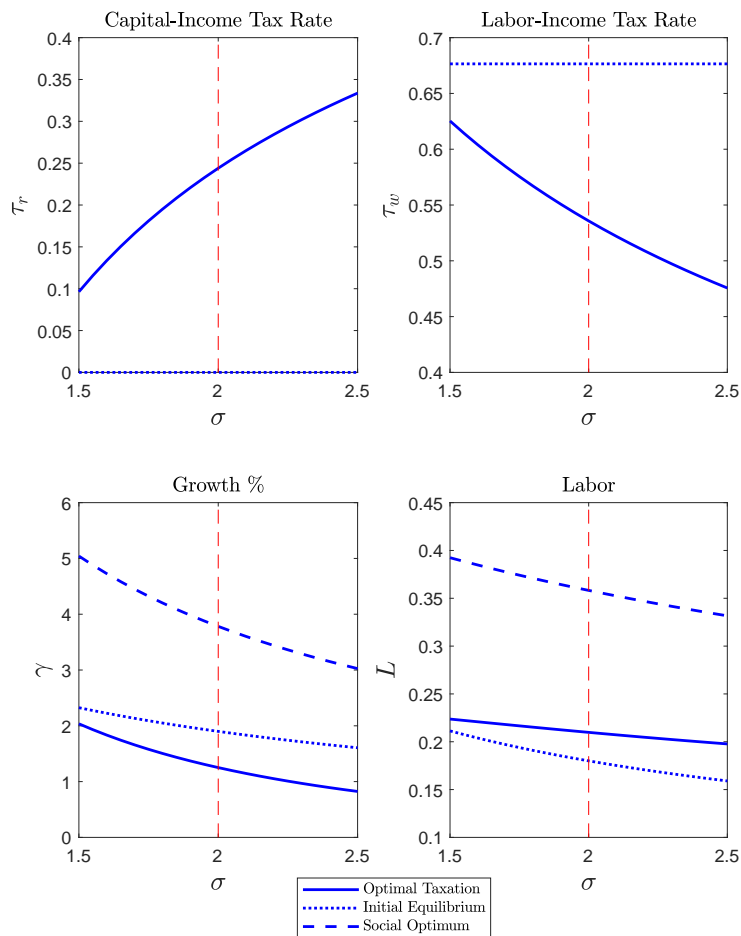 Capital-Income Tax Rate
0.4
0.35
0.3
0.25
0.2
0.15
0.1
0.05
0
τr
1.5 2 2.5
σ
Labor-Income Tax Rate
0.7
0.65
0.6
0.55
0.5
0.45
0.4
τw
1.5 2 2.5
σ
Growth %
6
5
4
3
2
1
0
γ
1.5 2 2.5
σ
Labor
0.45
0.4
0.35
0.3
0.25
0.2
0.15
0.1
L
1.5 2 2.5
σ
Optimal Taxation
Initial Equilibrium
Social Optimum